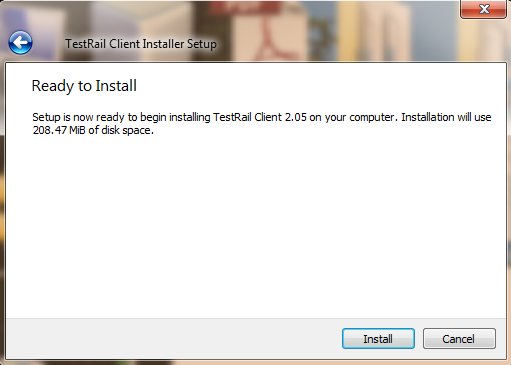 TestRail Client Installer Setup
Ready to Install
Setup is now ready to begin installing TestRail Client 2.05 on your computer. Installation will use
208.47 MiB of disk space.
Install
Cancel